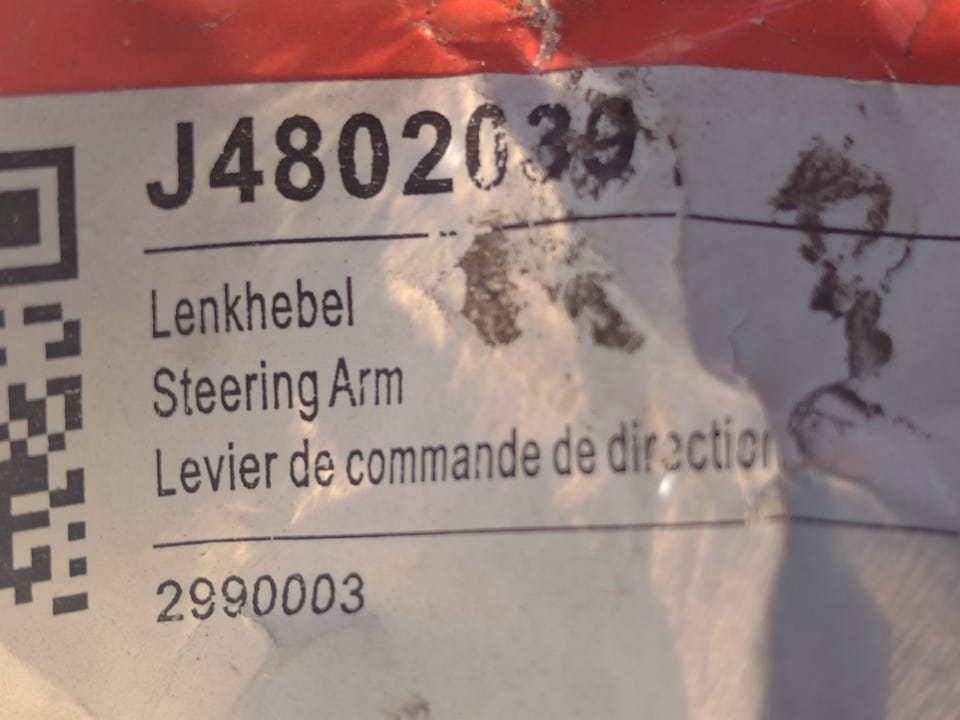 J4802039
Lenkhebel
Steering Arm
Levier de commande de direction
2990003